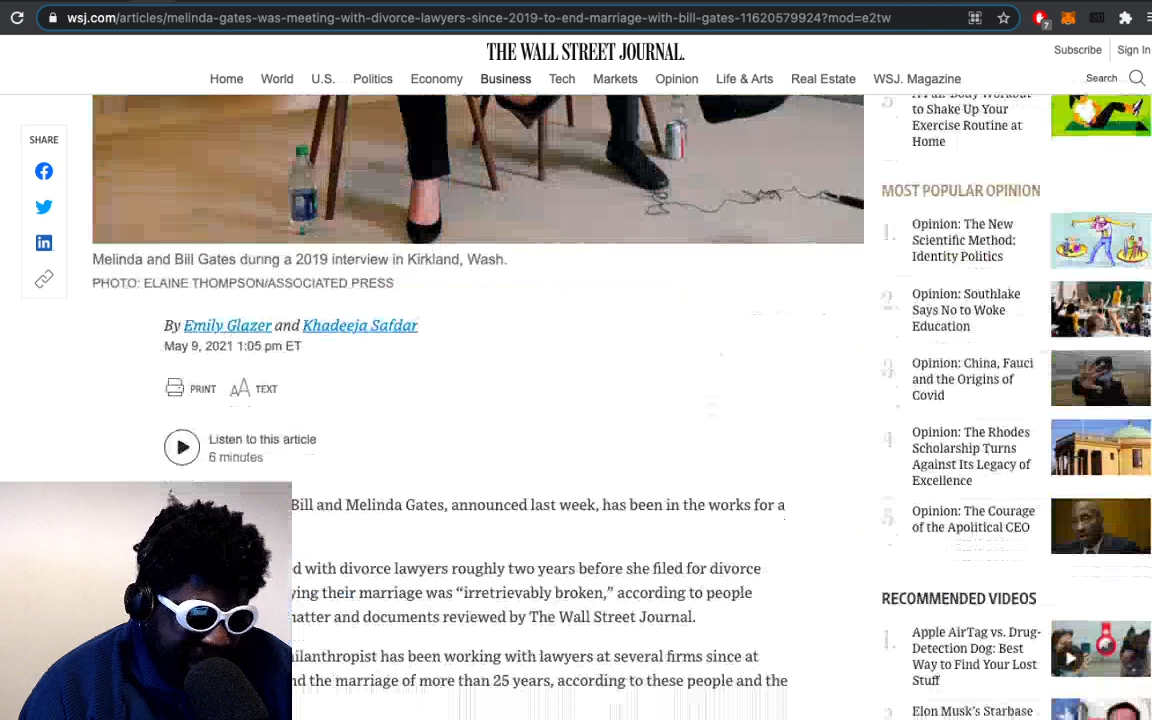 wsj.com/articles/melinda-gates-was-meeting-with-divorce-lawyers-since-2019-to-end-marriage-with-bill-gates-11620579924?mod=e2tw
7
THE WALL STREET JOURNAL.
Subscribe
Sign In
Home
World
U.S.
Politics
Economy
Business
Tech
Markets
Opinion
Life & Arts
Real Estate
WSJ. Magazine
Search
SHARE
Melinda and Bill Gates during a 2019 interview in Kirkland, Wash.
PHOTO: ELAINE THOMPSON/ASSOCIATED PRESS
By Emily Glazer and Khadeeja Safdar
May 9, 2021 1:05 pm ET
PRINT
TEXT
Listen to this article
6 minutes
Bill and Melinda Gates, announced last week, has been in the works for a
d with divorce lawyers roughly two years before she filed for divorce
ying their marriage was “irretrievably broken,” according to people
atter and documents reviewed by The Wall Street Journal.
ilanthropist has been working with lawyers at several firms since at
nd the marriage of more than 25 years, according to these people and the
5
to Shake Up Your
Exercise Routine at
Home
MOST POPULAR OPINION
1.
Opinion: The New
Scientific Method:
Identity Politics
2
Opinion: Southlake
Says No to Woke
Education
Opinion: China, Fauci
and the Origins of
Covid
4
Opinion: The Rhodes
Scholarship Turns
Against Its Legacy of
Excellence
5
Opinion: The Courage
of the Apolitical CEO
RECOMMENDED VIDEOS
1.
Apple AirTag vs. Drug-
Detection Dog: Best
Way to Find Your Lost
Stuff
Elon Musk's Starbase